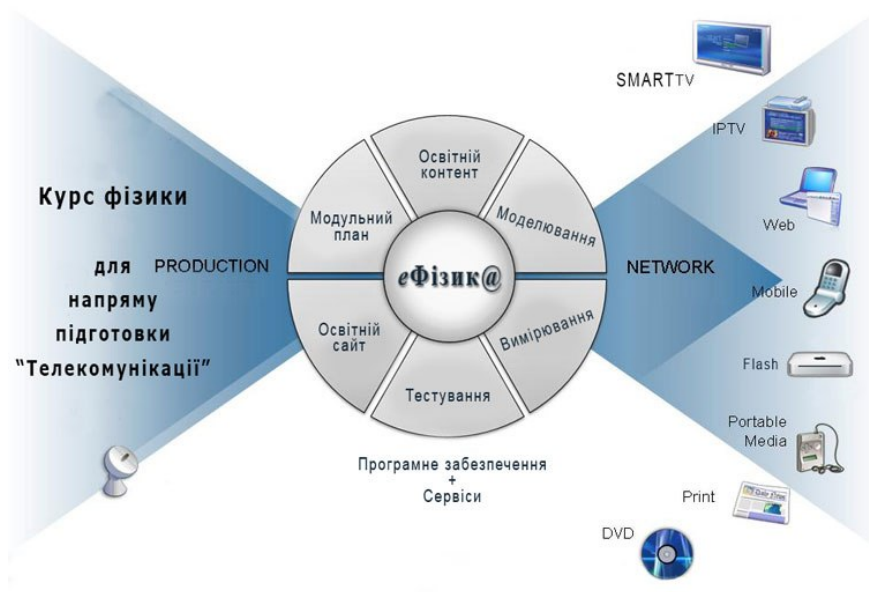 Курс фізики
для
напряму
підготовки
“Телекомунікації”
PRODUCTION
Освітній
контент
Модульний
план
Моделювання
еФізик@
Освітній
сайт
Вимірювання
Тестування
Програмне забезпечення
+
Сервіси
NETWORK
SMARTTV
IPTV
Web
Mobile
Flash
Portable
Media
Print
DVD